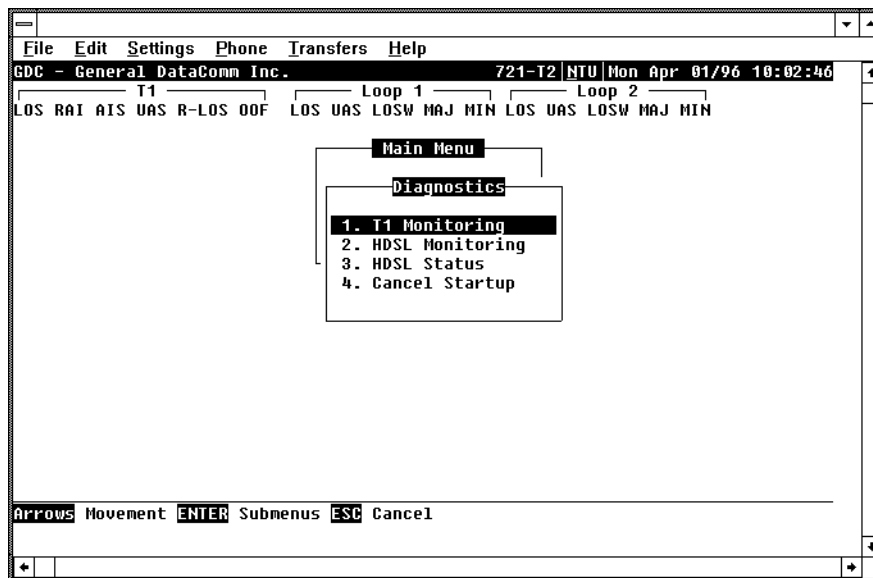 File Edit Settings Phone Transfers Help
GDC - General DataComm Inc. 721-T2 NTU Mon Apr 01/96 10:02:46
T1 Loop 1 Loop 2
LOS RAI AIS UAS R-LOS OOF LOS UAS LOSW MAJ MIN LOS UAS LOSW MAJ MIN
Main Menu
Diagnostics
1. T1 Monitoring
2. HDSL Monitoring
3. HDSL Status
4. Cancel Startup
Arrows Movement ENTER Submenus ESC Cancel